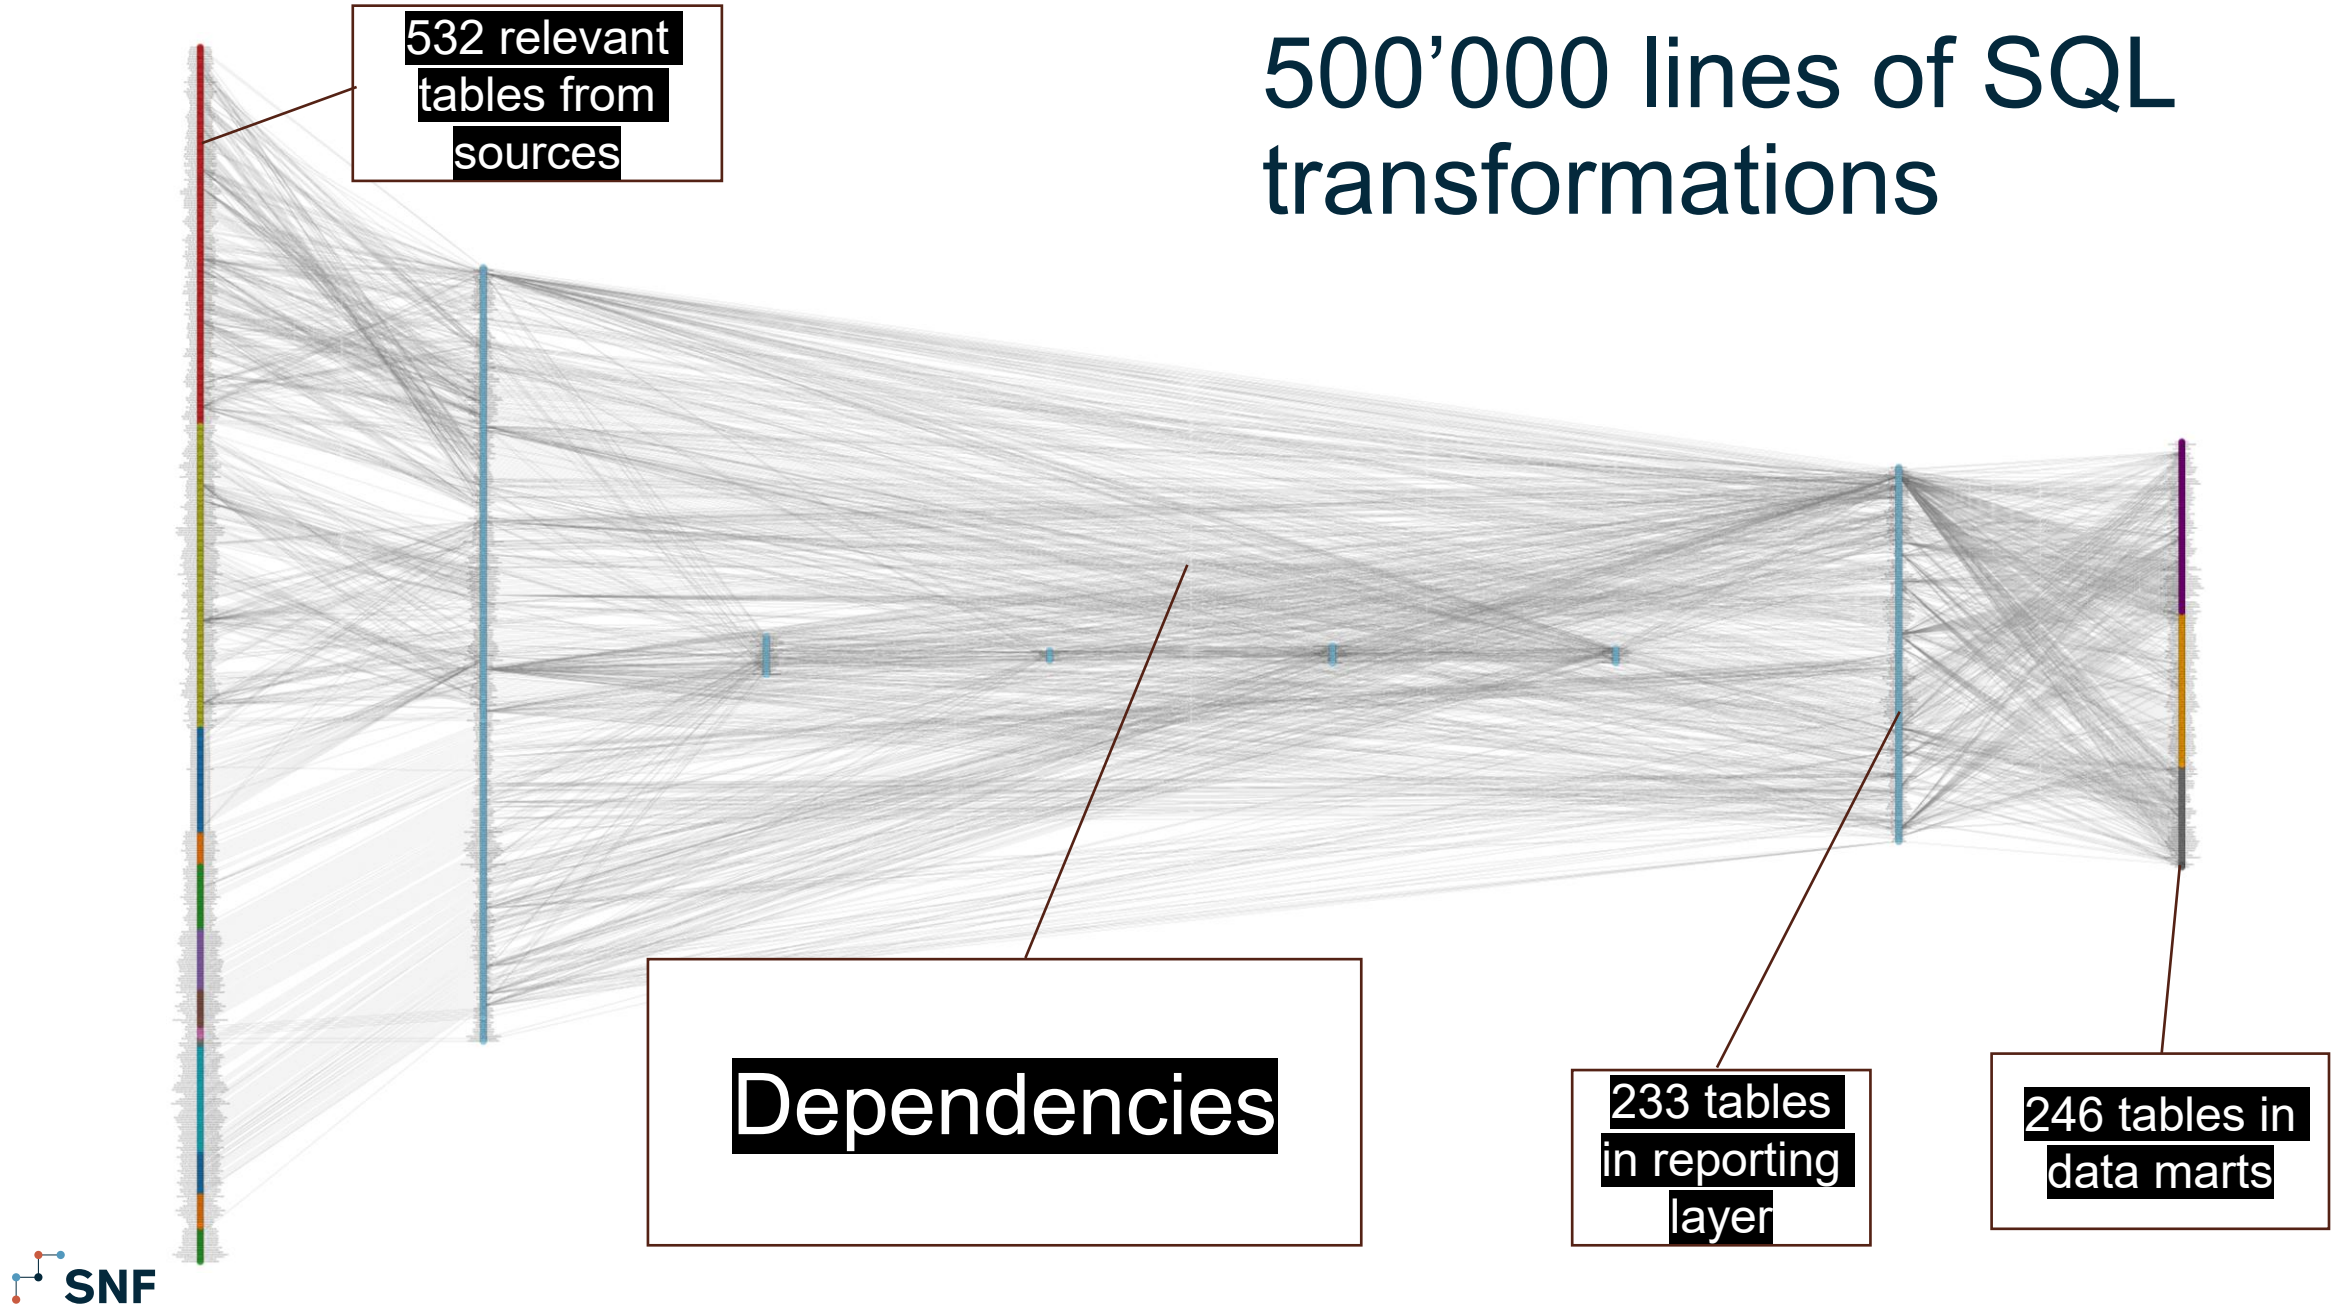 532 relevant
tables from
sources
500’000 lines of SQL
transformations
Dependencies
233 tables
in reporting
layer
246 tables in
data marts
SNF